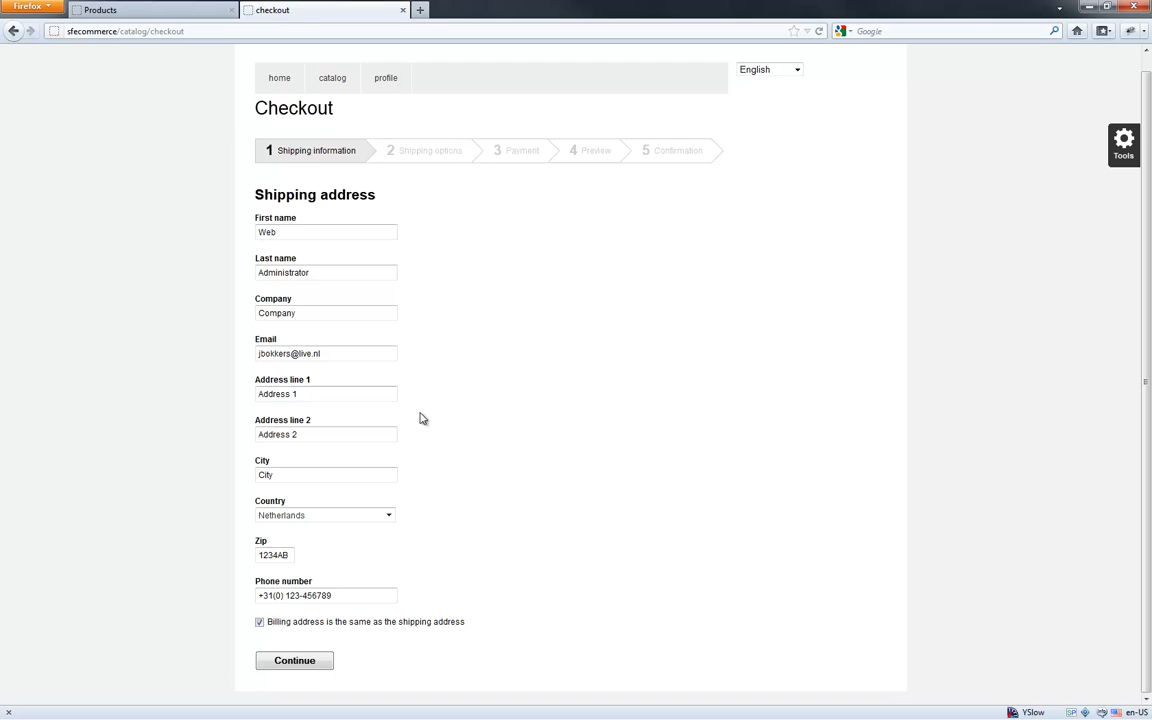 Firefox
Products
checkout
sfecommerce/catalog/checkout
Google
home
catalog
profile
English
Checkout
1 Shipping information
2 Shipping options
3 Payment
4 Preview
5 Confirmation
Tools
Shipping address
First name
Web
Last name
Administrator
Company
Company
Email
jbokkers@live.nl
Address line 1
Address 1
Address line 2
Address 2
City
City
Country
Netherlands
Zip
1234AB
Phone number
+31(0) 123-456789
Billing address is the same as the shipping address
Continue
YSlow
SP
en-US